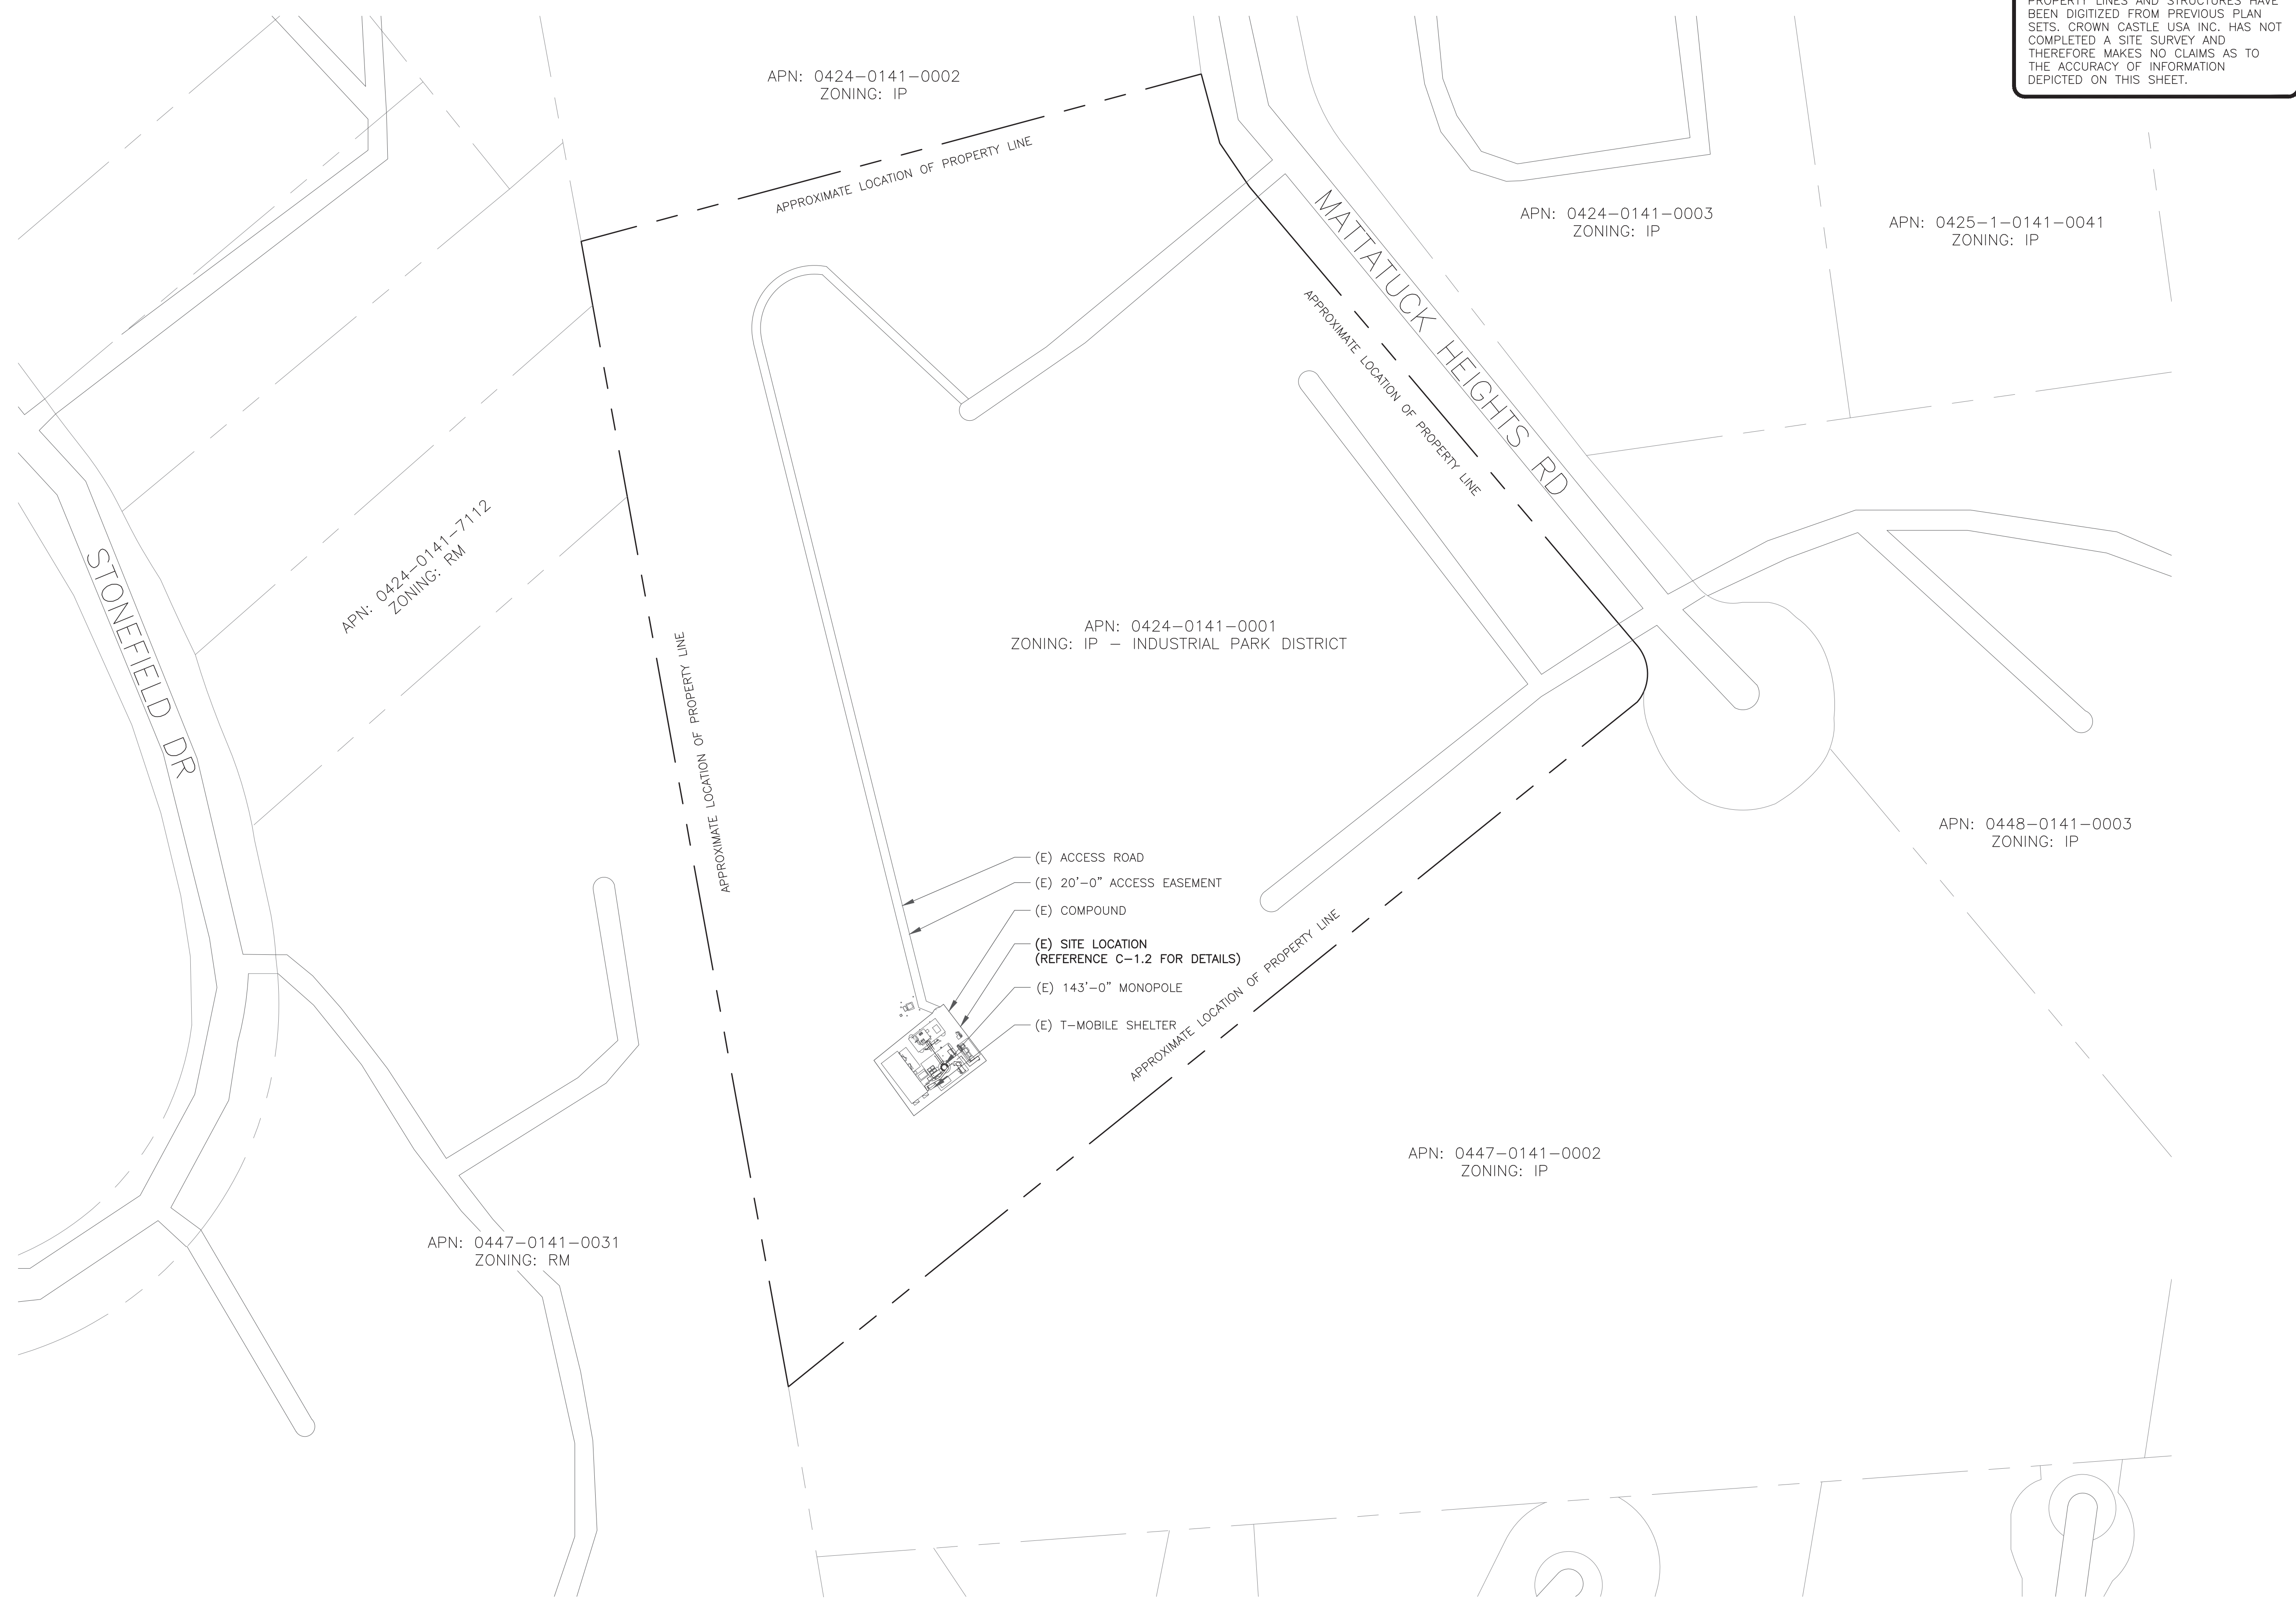 PROPERTY LINES AND STRUCTURES HAVE
BEEN DIGITIZED FROM PREVIOUS PLAN
SETS. CROWN CASTLE USA INC. HAS NOT
COMPLETED A SITE SURVEY AND
THEREFORE MAKES NO CLAIMS AS TO
THE ACCURACY OF INFORMATION
DEPICTED ON THIS SHEET.
APN: 0424-0141-0002
ZONING: IP
APPROXIMATE LOCATION OF PROPERTY LINE
MATTATUCK HEIGHTS RD
APN: 0424-0141-0003
ZONING: IP
APN: 0425-1-0141-0041
ZONING: IP
APPROXIMATE LOCATION OF PROPERTY LINE
STONEFIELD DR
APN: 0424-0141-7112
ZONING: RM
APPROXIMATE LOCATION OF PROPERTY LINE
APN: 0424-0141-0001
ZONING: IP - INDUSTRIAL PARK DISTRICT
APN: 0448-0141-0003
ZONING: IP
(E) ACCESS ROAD
(E) 20'-0" ACCESS EASEMENT
(E) COMPOUND
(E) SITE LOCATION
(REFERENCE C-1.2 FOR DETAILS)
(E) 143'-0" MONOPOLE
(E) T-MOBILE SHELTER
APPROXIMATE LOCATION OF PROPERTY LINE
APN: 0447-0141-0002
ZONING: IP
APN: 0447-0141-0031
ZONING: RM